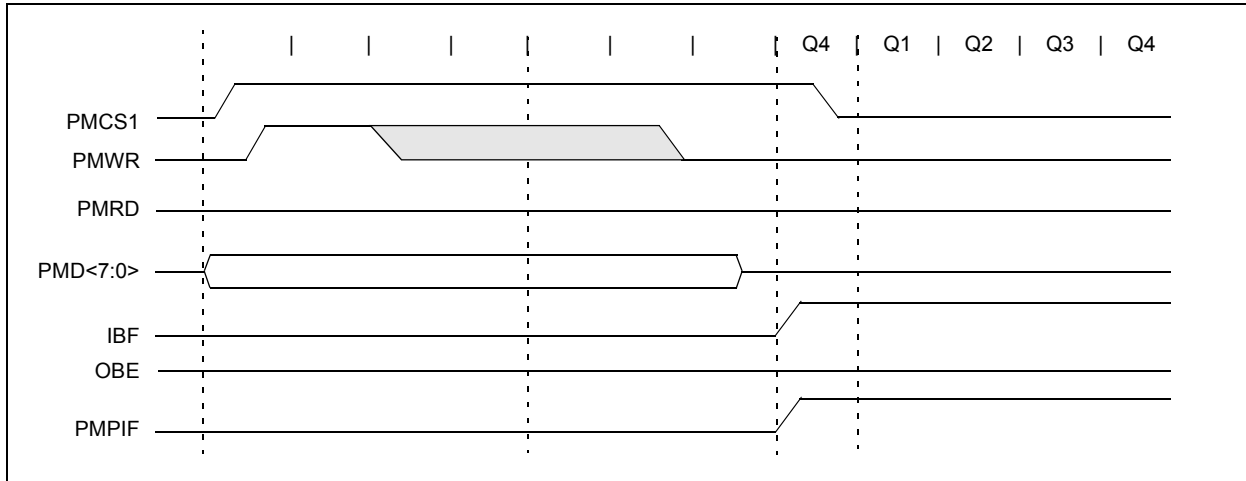 | | | | | | | Q4 | Q1 | Q2 | Q3 | Q4
PMCS1
PMWR
PMRD
PMD<7:0>
IBF
OBE
PMPIF